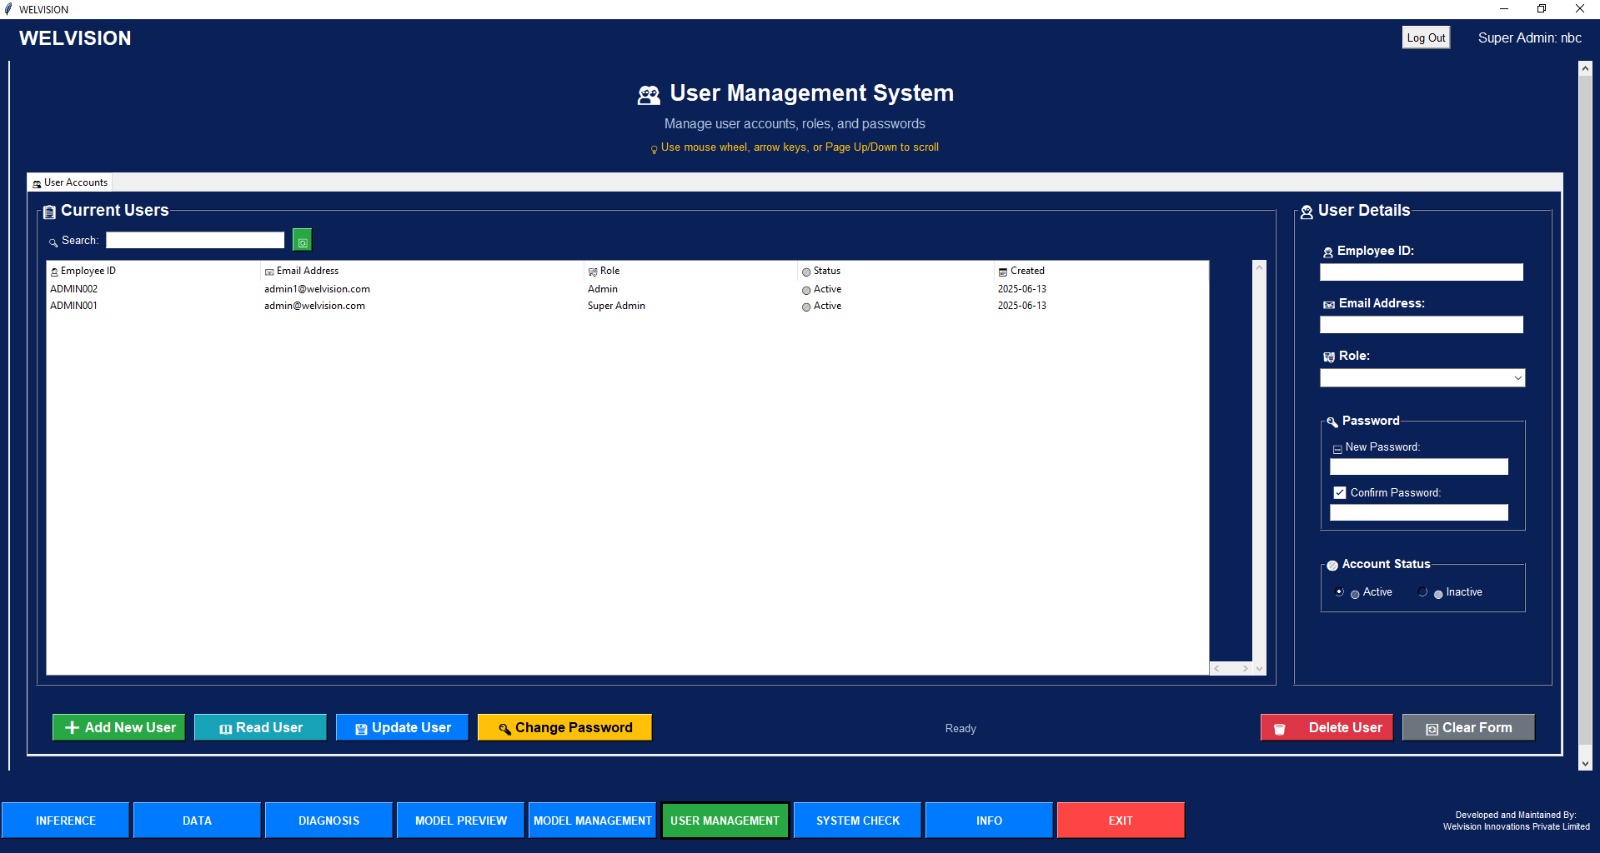 WELVISION
WELVISION
Log Out
Super Admin: nbc
User Management System
Manage user accounts, roles, and passwords
Use mouse wheel, arrow keys, or Page Up/Down to scroll
User Accounts
Current Users
Search:
Employee ID Email Address Role Status Created
ADMIN002 admin1@welvision.com Admin Active 2025-06-13
ADMIN001 admin@welvision.com Super Admin Active 2025-06-13
User Details
Employee ID:
Email Address:
Role:
Password
New Password:
Confirm Password:
Account Status
Active Inactive
Add New User Read User Update User Change Password Ready Delete User Clear Form
INFERENCE DATA DIAGNOSIS MODEL PREVIEW MODEL MANAGEMENT USER MANAGEMENT SYSTEM CHECK INFO EXIT
Developed and Maintained By:
Welvision Innovations Private Limited